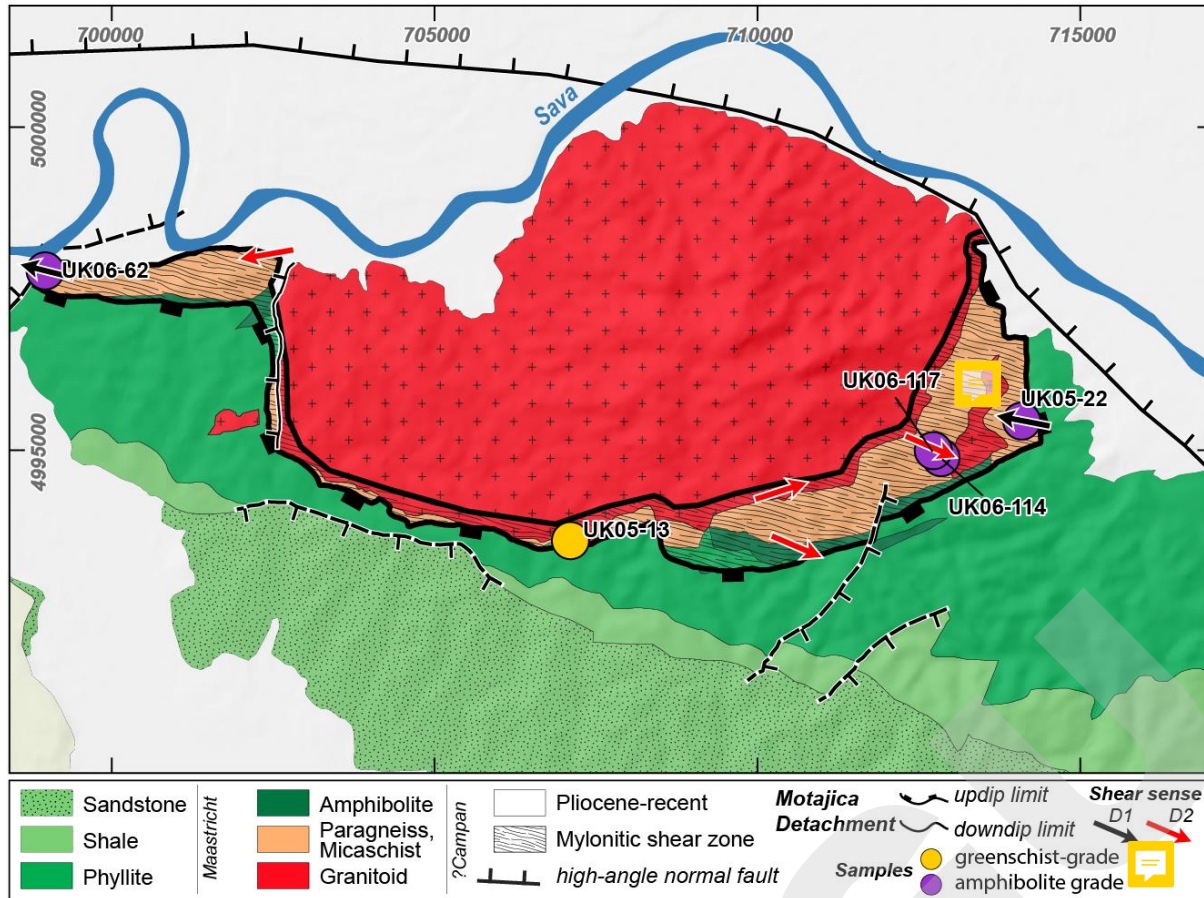 700000
705000
710000
715000
5000000
4995000
Sava
UK06-62
UK06-117
UK05-22
UK06-114
UK05-13
Sandstone
Shale
Phyllite
Maastricht
Amphibolite
Paragneiss,
Micaschist
Granitoid
?Campan
Pliocene-recent
Mylonitic shear zone
high-angle normal fault
Motajica
Detachment
updip limit
downdip limit
Shear sense
D1 D2
Samples
greenschist-grade
amphibolite grade